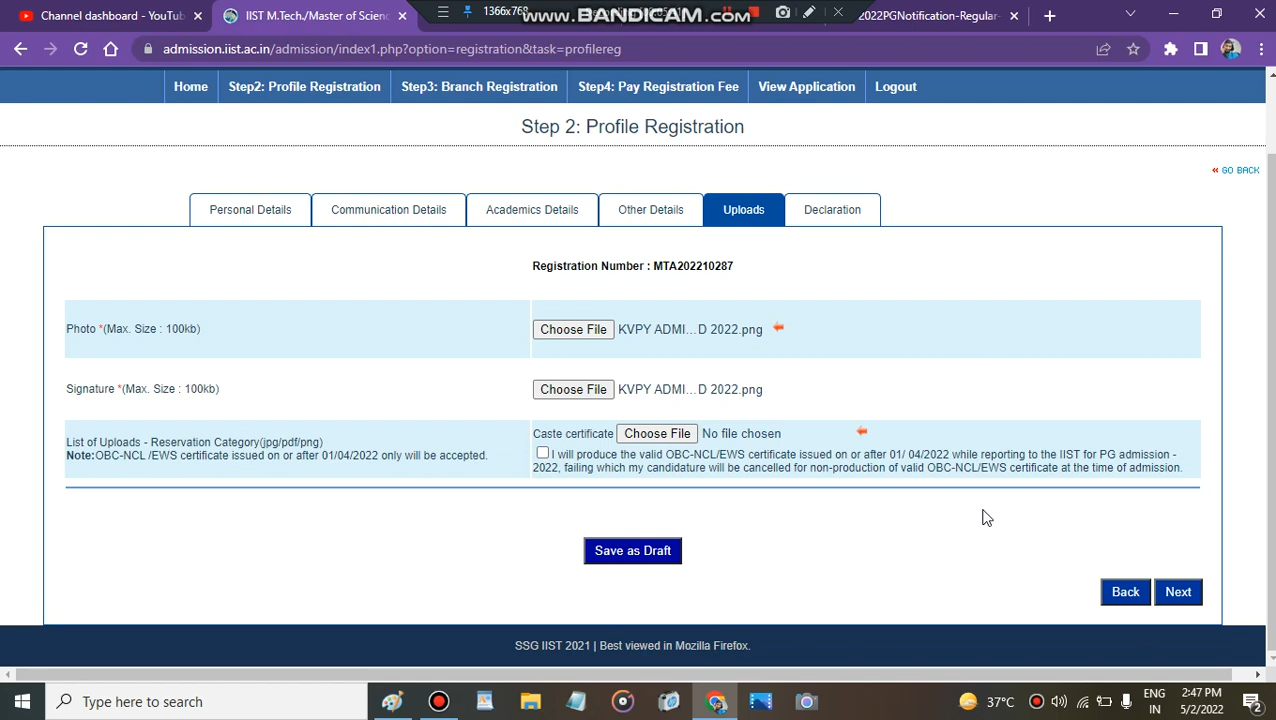 Channel dashboard - YouTub
IIST M.Tech./Master of Scienc
1366x768
www.BANDICAM.com
2022PGNotification-Regular-
admission.iist.ac.in/admission/index1.php?option=registration&task=profilereg
Home
Step2: Profile Registration
Step3: Branch Registration
Step4: Pay Registration Fee
View Application
Logout
Step 2: Profile Registration
« GO BACK
Personal Details
Communication Details
Academics Details
Other Details
Uploads
Declaration
Registration Number : MTA202210287
Photo *(Max. Size : 100kb)
Choose File KVPY ADMI...D 2022.png
Signature *(Max. Size : 100kb)
Choose File KVPY ADMI...D 2022.png
List of Uploads - Reservation Category(jpg/pdf/png)
Note:OBC-NCL /EWS certificate issued on or after 01/04/2022 only will be accepted.
Caste certificate Choose File No file chosen
I will produce the valid OBC-NCL/EWS certificate issued on or after 01/ 04/2022 while reporting to the IIST for PG admission -
2022, failing which my candidature will be cancelled for non-production of valid OBC-NCL/EWS certificate at the time of admission.
Save as Draft
Back
Next
SSG IIST 2021 | Best viewed in Mozilla Firefox.
Type here to search
37°C
ENG
IN
2:47 PM
5/2/2022
2